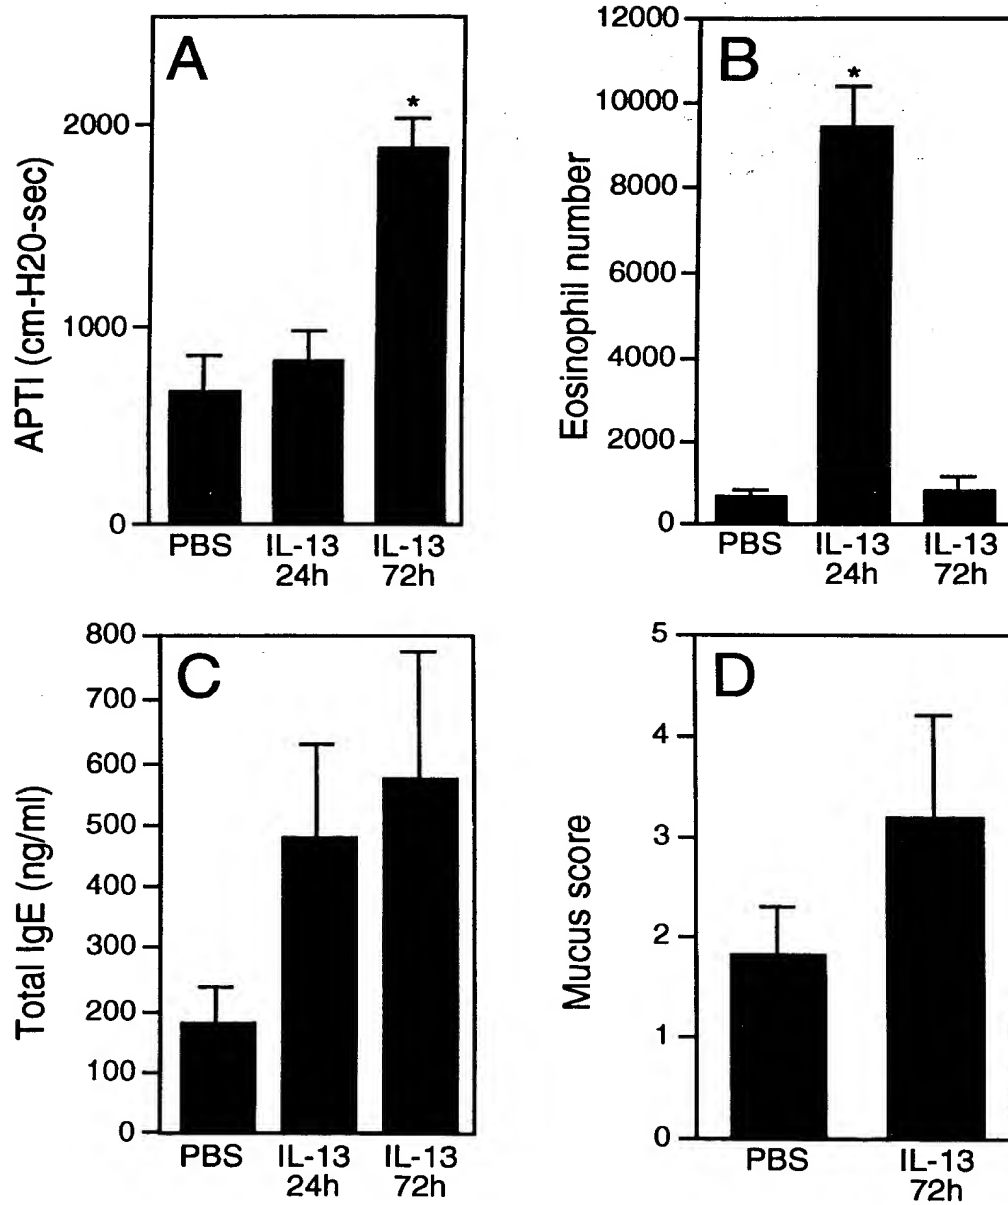 A
APTI (cm-H20-sec)
2000
1000
0
*
PBS
IL-13
24h
IL-13
72h
B
Eosinophil number
12000
10000
8000
6000
4000
2000
0
*
PBS
IL-13
24h
IL-13
72h
C
Total IgE (ng/ml)
800
700
600
500
400
300
200
100
0
PBS
IL-13
24h
IL-13
72h
D
Mucus score
5
4
3
2
1
0
PBS
IL-13
72h